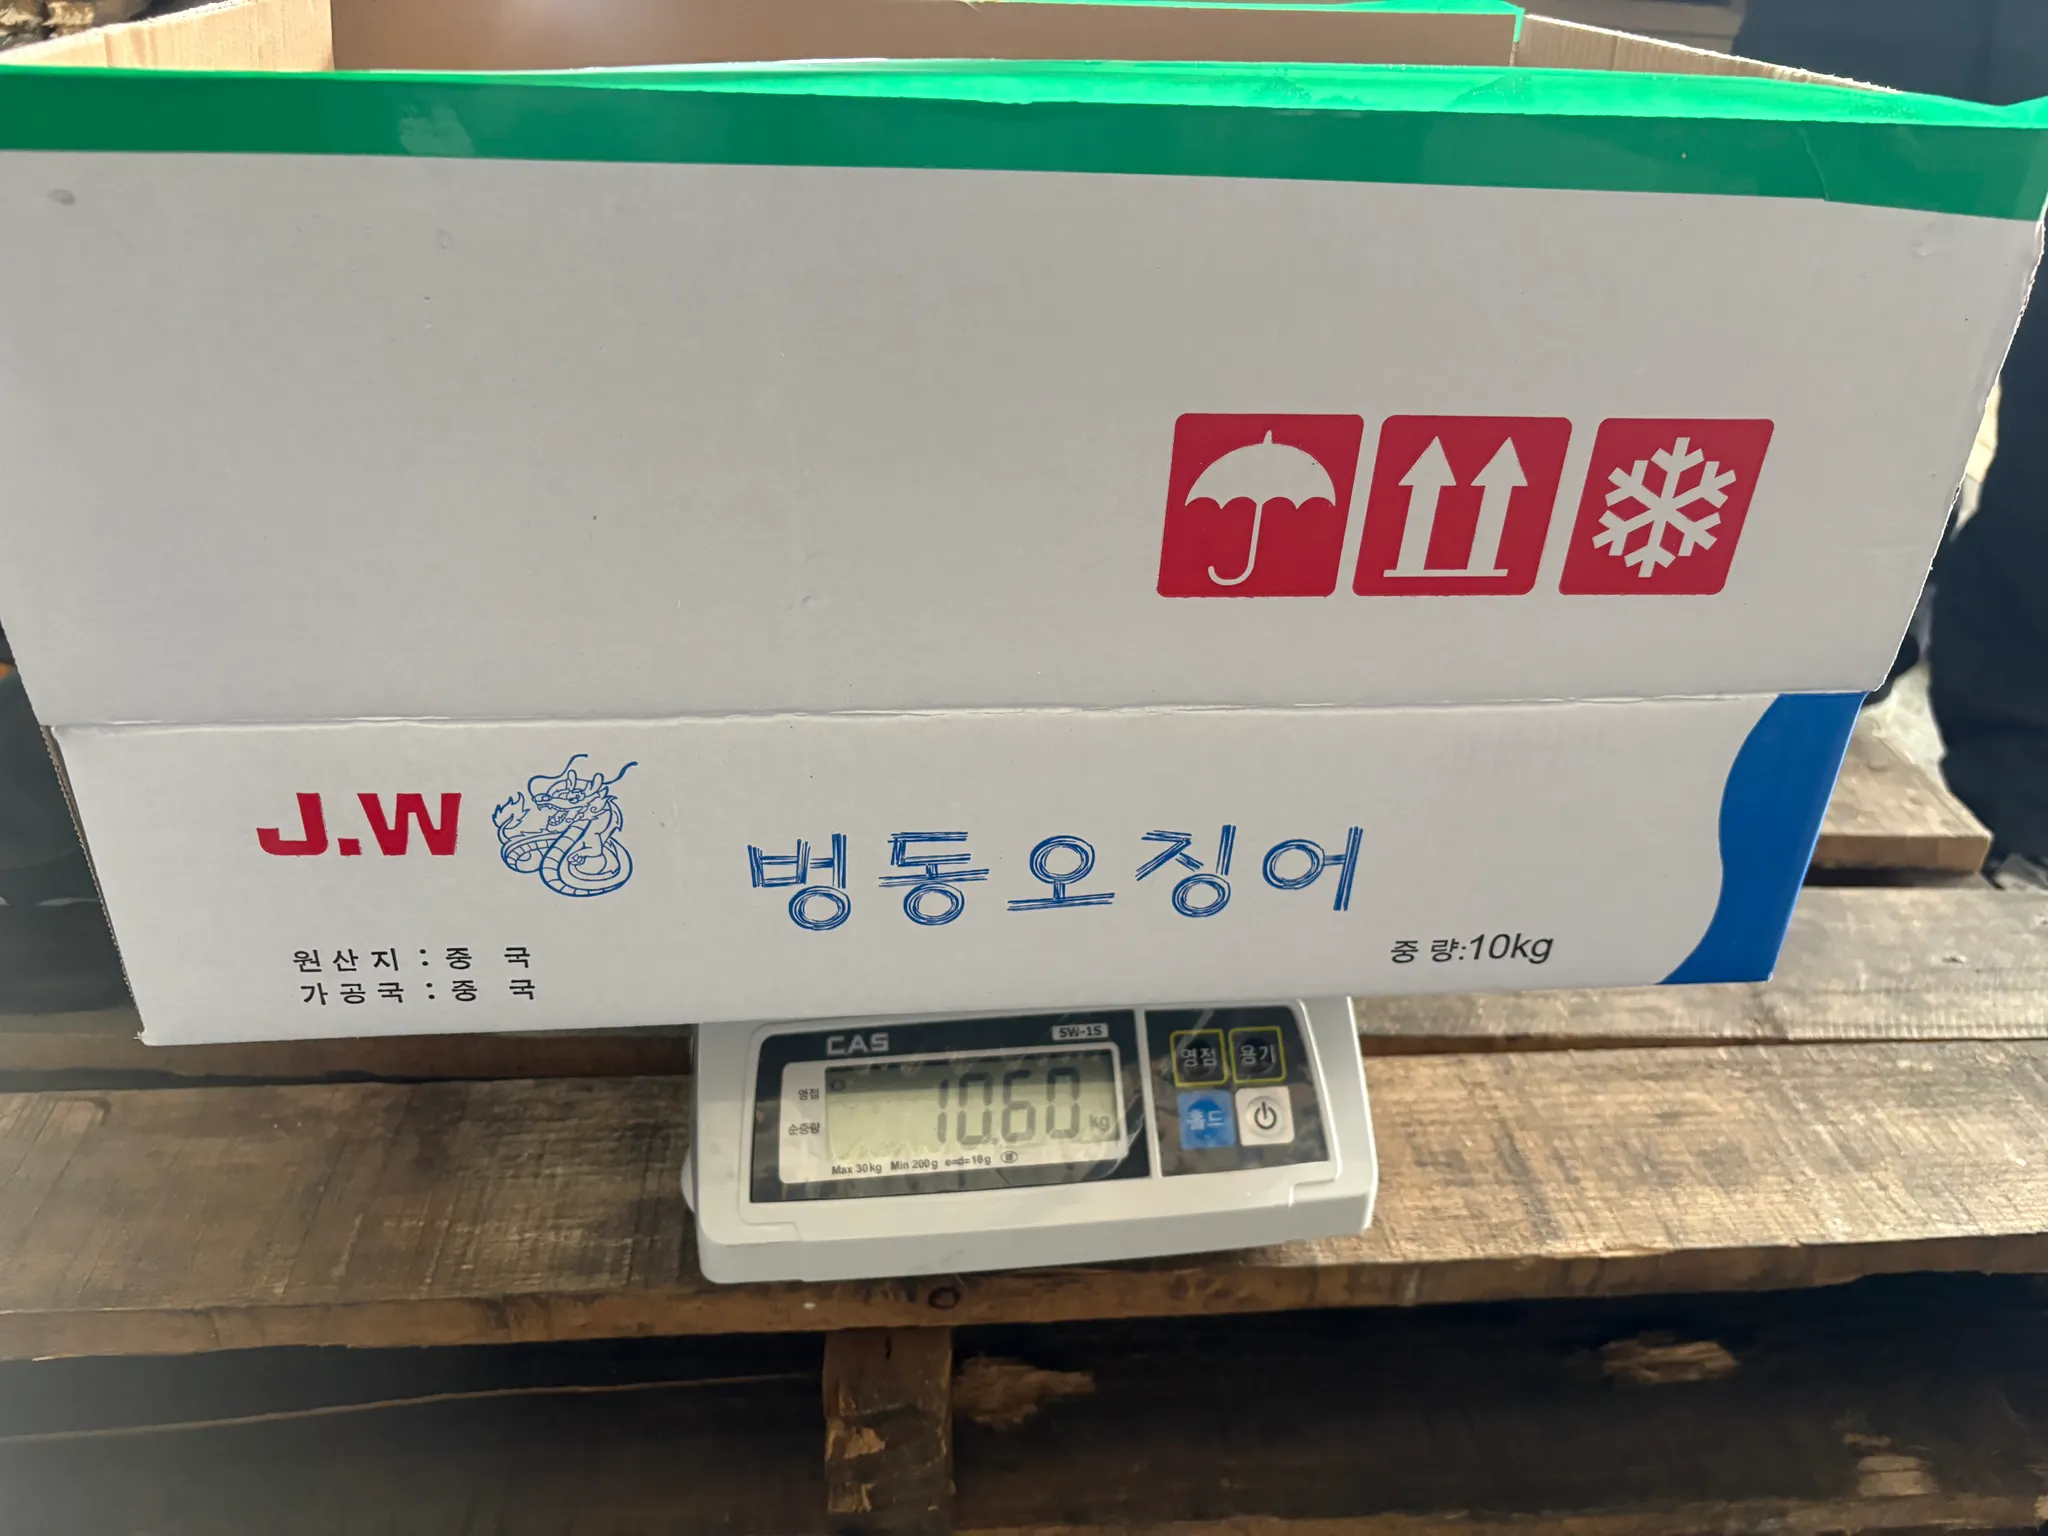 J.W
병동오징어
원산지 : 중 국
가공국 : 중 국
중 량:10kg
CAS
SW-1S
영점
순중량
10.60 kg
Max 30kg Min 200g e=d=10g
영점
용기
홀드